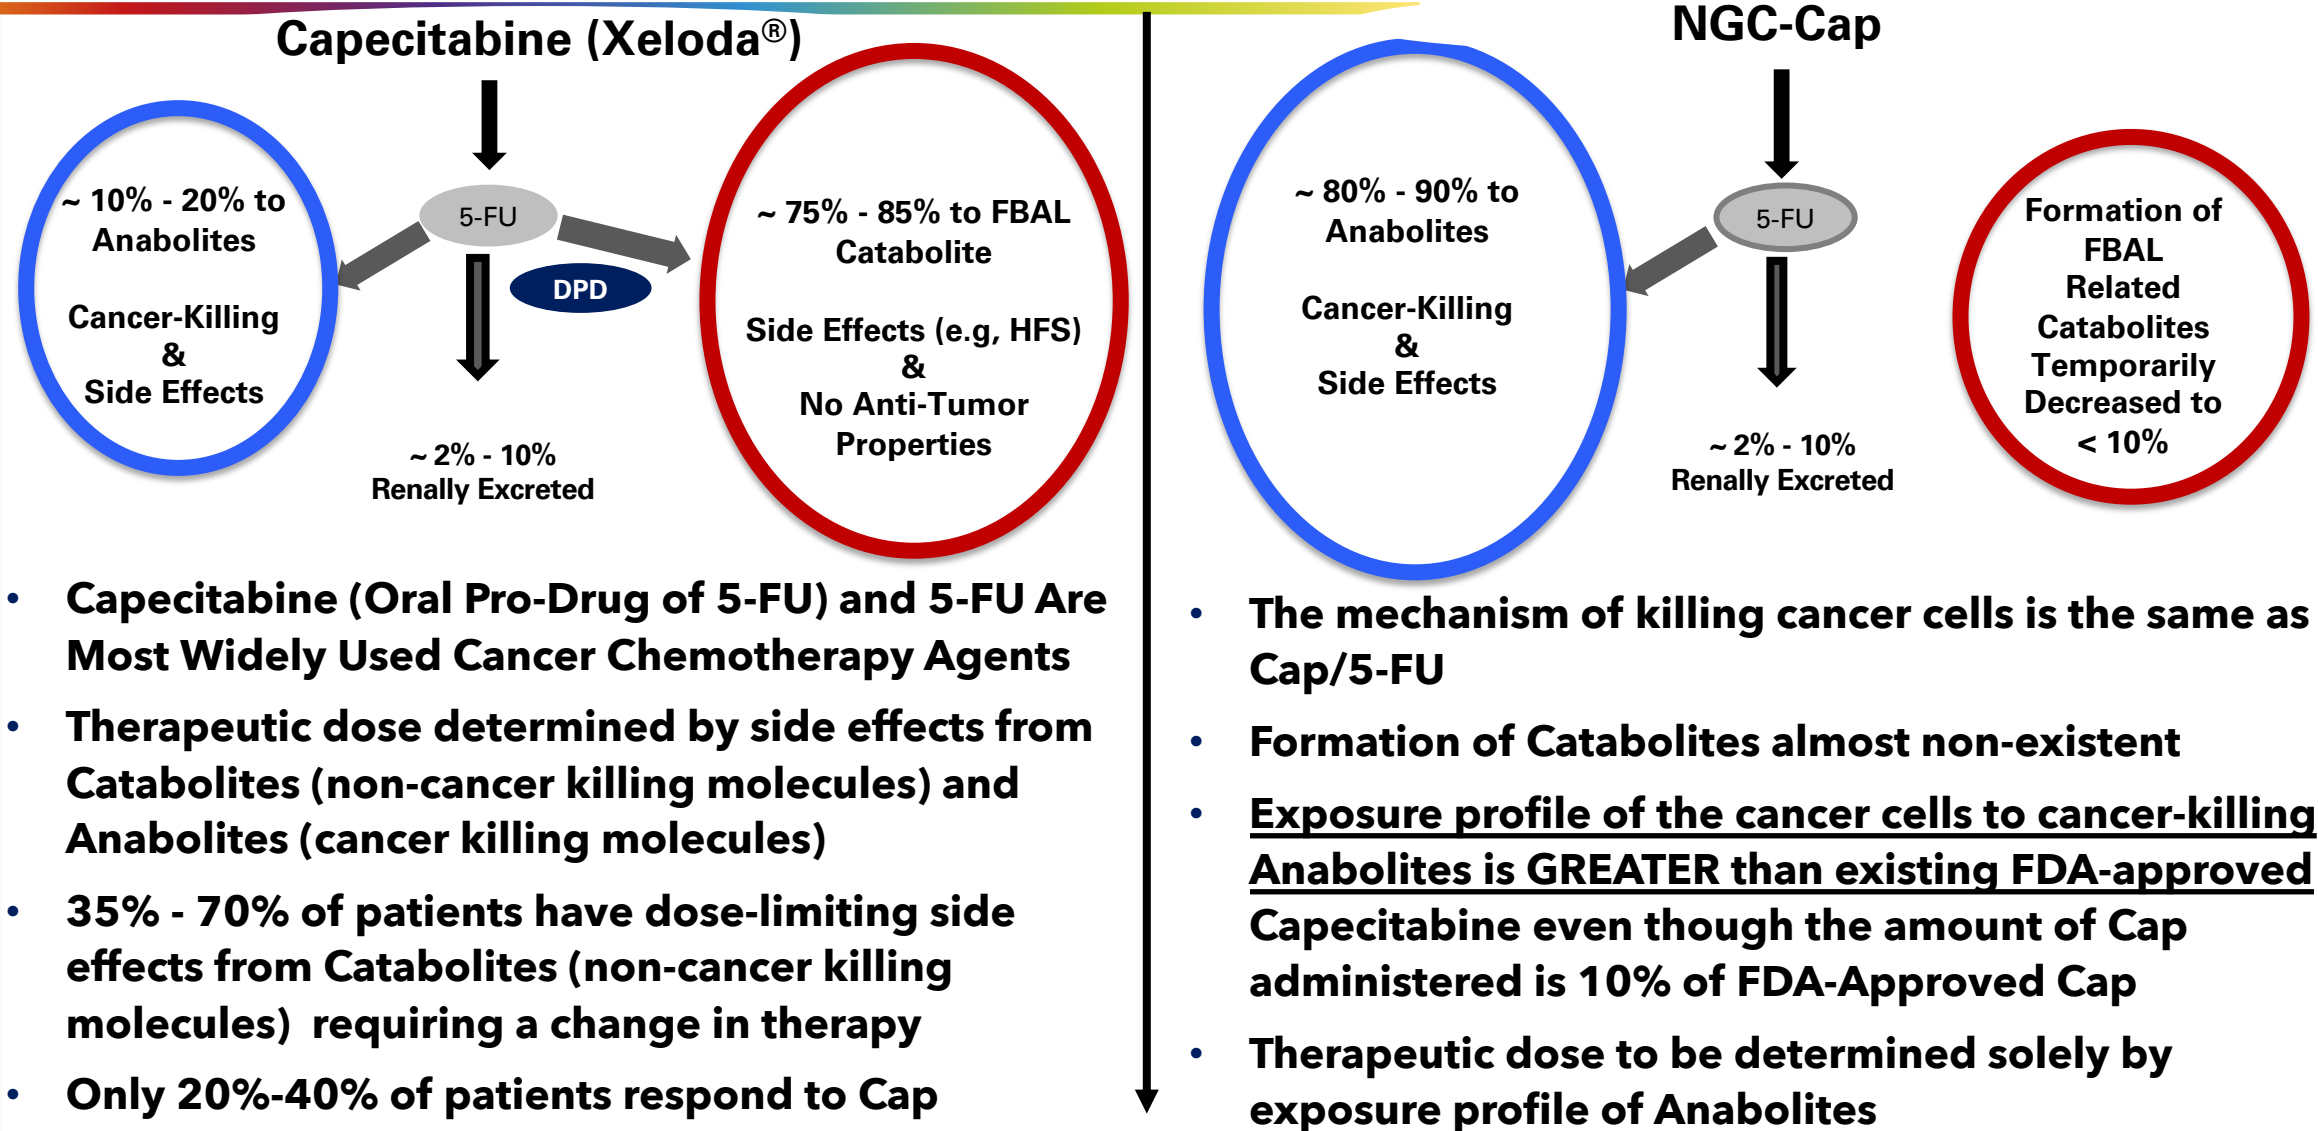 Capecitabine (Xeloda®)
~ 10% - 20% to
Anabolites
Cancer-Killing
&
Side Effects
5-FU
DPD
~ 2% - 10%
Renally Excreted
~ 75% - 85% to FBAL
Catabolite
Side Effects (e.g, HFS)
&
No Anti-Tumor
Properties
• Capecitabine (Oral Pro-Drug of 5-FU) and 5-FU Are
Most Widely Used Cancer Chemotherapy Agents
• Therapeutic dose determined by side effects from
Catabolites (non-cancer killing molecules) and
Anabolites (cancer killing molecules)
• 35% - 70% of patients have dose-limiting side
effects from Catabolites (non-cancer killing
molecules) requiring a change in therapy
• Only 20%-40% of patients respond to Cap
NGC-Cap
~ 80% - 90% to
Anabolites
Cancer-Killing
&
Side Effects
5-FU
~ 2% - 10%
Renally Excreted
Formation of
FBAL
Related
Catabolites
Temporarily
Decreased to
< 10%
• The mechanism of killing cancer cells is the same as
Cap/5-FU
• Formation of Catabolites almost non-existent
• Exposure profile of the cancer cells to cancer-killing
Anabolites is GREATER than existing FDA-approved
Capecitabine even though the amount of Cap
administered is 10% of FDA-Approved Cap
• Therapeutic dose to be determined solely by
exposure profile of Anabolites